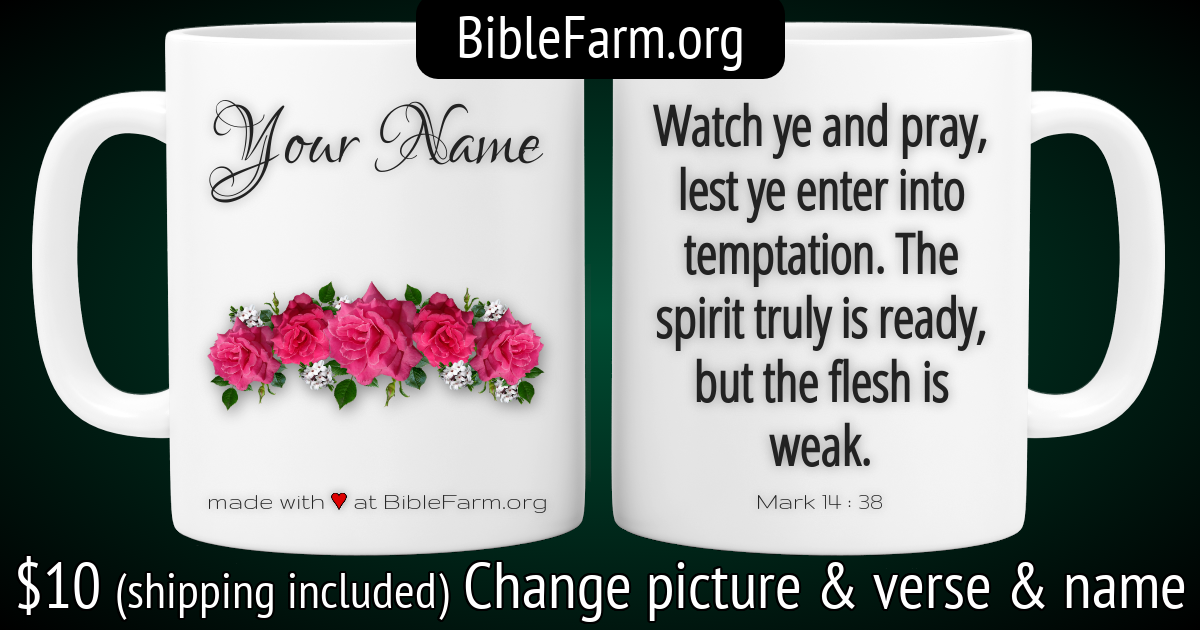 BibleFarm.org
Your Name
made with ❤ at BibleFarm.org
Watch ye and pray,
lest ye enter into
temptation. The
spirit truly is ready,
but the flesh is
weak.
Mark 14 : 38
$10 (shipping included) Change picture & verse & name